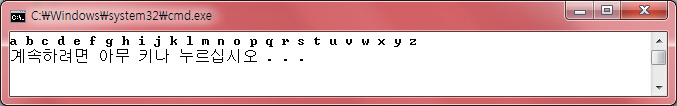 C:₩Windows₩system32₩cmd.exe
a b c d e f g h i j k l m n o p q r s t u v w x y z
계속하려면 아무 키나 누르십시오 . . .